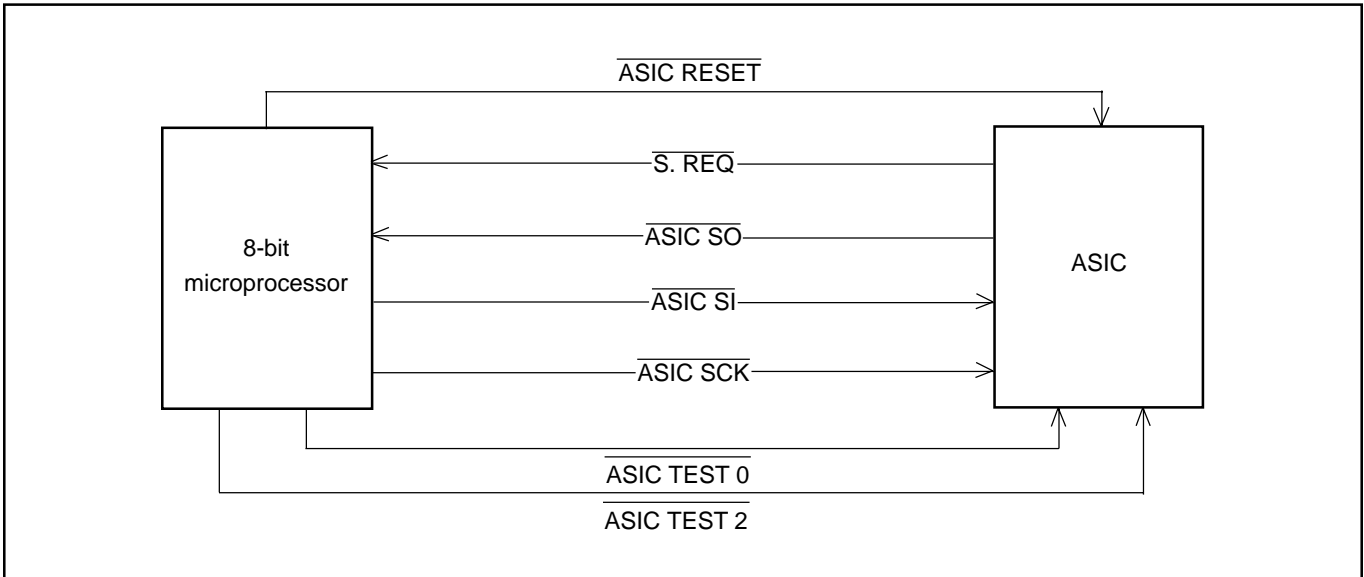 ASIC RESET
S. REQ
ASIC SO
8-bit
microprocessor
ASIC
ASIC SI
ASIC SCK
ASIC TEST 0
ASIC TEST 2